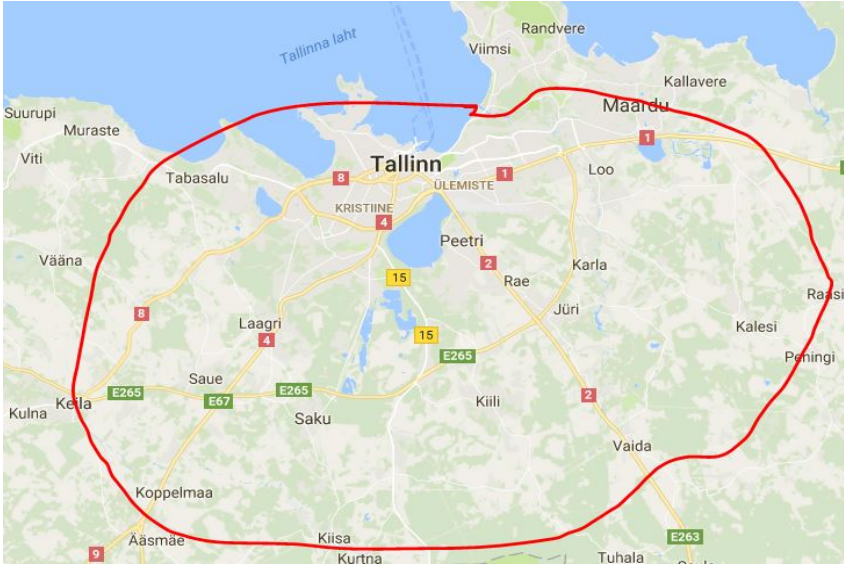 Randvere
Tallinna laht
Viimsi
Kallavere
Maardu
Suurupi
Muraste
1
Viti
Tallinn
Loo
Tabasalu
8
1
ÜLEMISTE
KRISTIINE
4
Peetri
Vääna
2
Karla
15
Rae
Raasi
8
Jüri
Laagri
Kalesi
4
15
E265
Peningi
Saue
E265
E265
2
Keila
E67
Kiili
Kulna
Saku
Vaida
Koppelmaa
Ääsmäe
Kiisa
E263
9
Kurtna
Tuhala